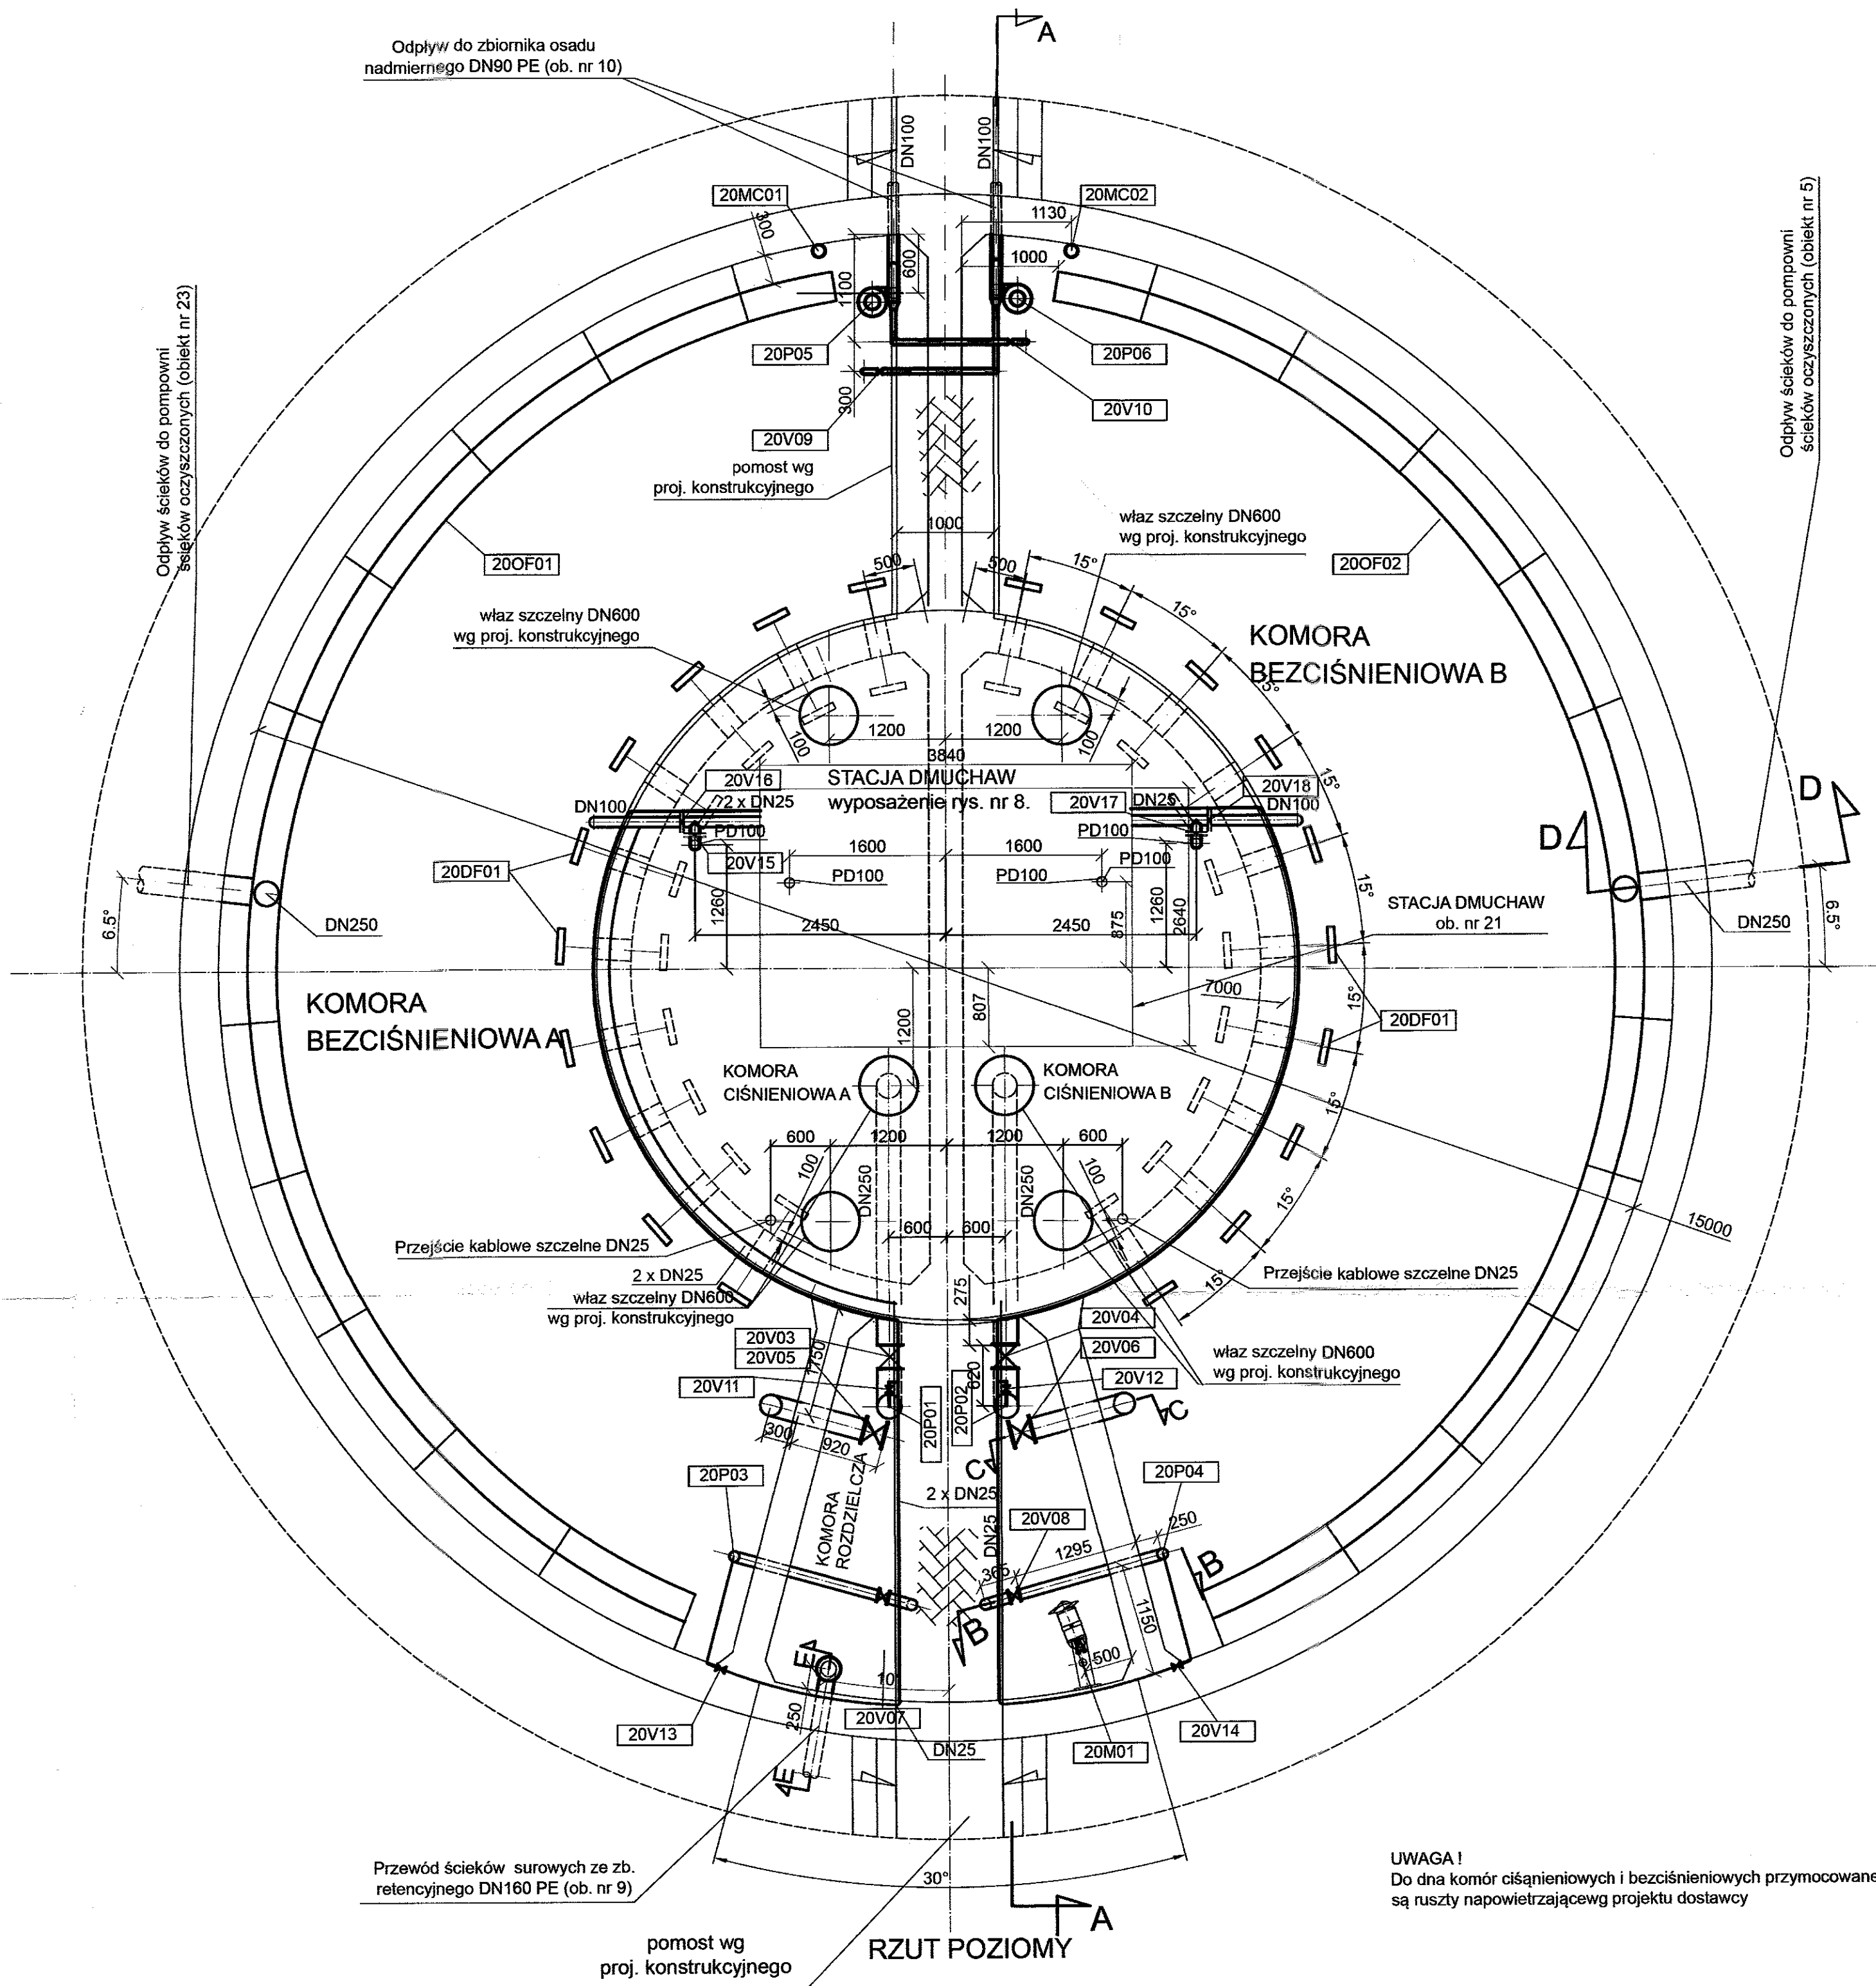 A
Odpływ do zbiornika osadu
nadmiernego DN90 PE (ob. nr 10)
DN100
DN100
20MC01
20MC02
1130
300
1000
600
1100
20P05
20P06
300
20V10
20V09
pomost wg
proj. konstrukcyjnego
Odpływ ścieków do pompowni
ścieków oczyszczonych (obiekt nr 23)
Odpływ ścieków do pompowni
ścieków oczyszczonych (obiekt nr 5)
1000
właz szczelny DN600
wg proj. konstrukcyjnego
20OF01
20OF02
500
500
15°
15°
15°
15°
15°
15°
15°
15°
15°
właz szczelny DN600
wg proj. konstrukcyjnego
KOMORA
BEZCIŚNIENIOWA B
1200
1200
100
100
3840
STACJA DMUCHAW
wyposażenie rys. nr 8.
20V16
2 x DN25
DN100
PD100
20V15
20V17
DN25
20V18
DN100
PD100
1600
1600
PD100
PD100
PD100
20DF01
1260
2450
2450
875
1260
2640
D
D
6.5°
DN250
STACJA DMUCHAW
ob. nr 21
DN250
6.5°
KOMORA
BEZCIŚNIENIOWA A
7000
1200
807
20DF01
KOMORA
CIŚNIENIOWA A
KOMORA
CIŚNIENIOWA B
600
1200
1200
600
100
100
DN250
DN250
600
600
15000
Przejście kablowe szczelne DN25
Przejście kablowe szczelne DN25
2 x DN25
właz szczelny DN600
wg proj. konstrukcyjnego
275
20V03
20V05
20V04
20V06
właz szczelny DN600
wg proj. konstrukcyjnego
1750
620
20V11
20V12
20P01
20P02
C
C
300
920
20P03
20P04
KOMORA
ROZDZIELCZA
2 x DN25
DN25
20V08
250
1295
365
B
B
1150
500
E
10
250
20V07
20V13
20V14
DN25
20M01
E
Przewód ścieków surowych ze zb.
retencyjnego DN160 PE (ob. nr 9)
30°
A
UWAGA !
Do dna komór ciśąnieniowych i bezciśnieniowych przymocowane
są ruszty napowietrzającewg projektu dostawcy
pomost wg
proj. konstrukcyjnego
RZUT POZIOMY